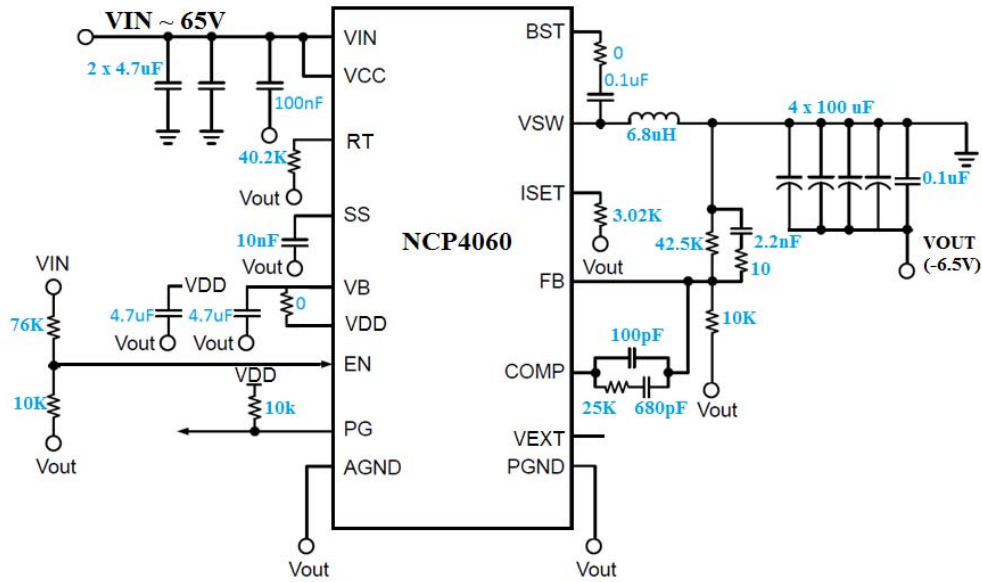 VIN ~ 65V
2 x 4.7uF
100nF
40.2K
Vout
10nF
Vout
VIN
VDD
4.7uF
4.7uF
0
Vout
Vout
76K
10K
Vout
VDD
10k
VIN
VCC
RT
SS
VB
VDD
EN
PG
AGND
Vout
NCP4060
BST
VSW
ISET
FB
COMP
VEXT
PGND
Vout
0
0.1uF
6.8uH
4 x 100 uF
0.1uF
3.02K
Vout
42.5K
2.2nF
10
VOUT
(-6.5V)
10K
Vout
100pF
25K
680pF